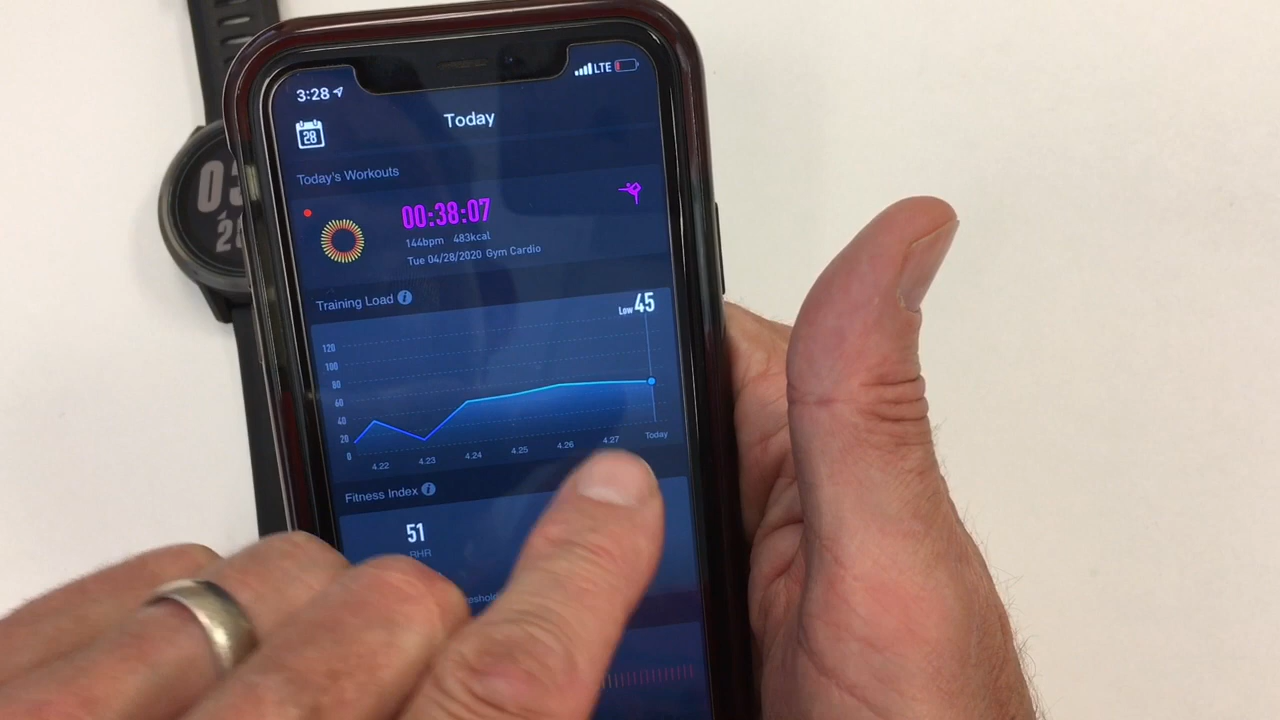 3:28
LTE
28
Today
Today's Workouts
00:38:07
144bpm 483kcal
Tue 04/28/2020 Gym Cardio
Training Load
Low 45
120
100
80
60
40
20
0
4.22 4.23 4.24 4.25 4.26 4.27 Today
Fitness Index
51
RHR